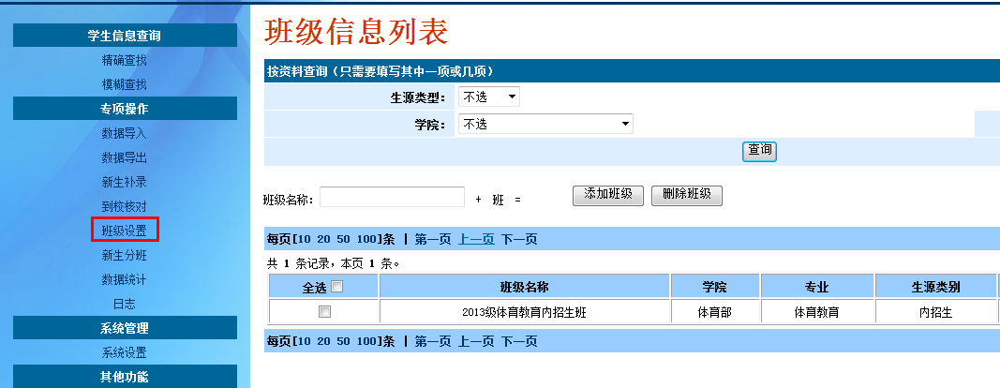 学生信息查询
精确查找
模糊查找
专项操作
数据导入
数据导出
新生补录
到校核对
班级设置
新生分班
数据统计
日志
系统管理
系统设置
其他功能
班级信息列表
按资料查询（只需要填写其中一项或几项）
生源类型： 不选
学院： 不选
查询
班级名称： + 班 = 添加班级 删除班级
每页[10 20 50 100]条 | 第一页 上一页 下一页
共 1 条记录，本页 1 条。
全选 班级名称 学院 专业 生源类别
2013级体育教育内招生班 体育部 体育教育 内招生
每页[10 20 50 100]条 | 第一页 上一页 下一页